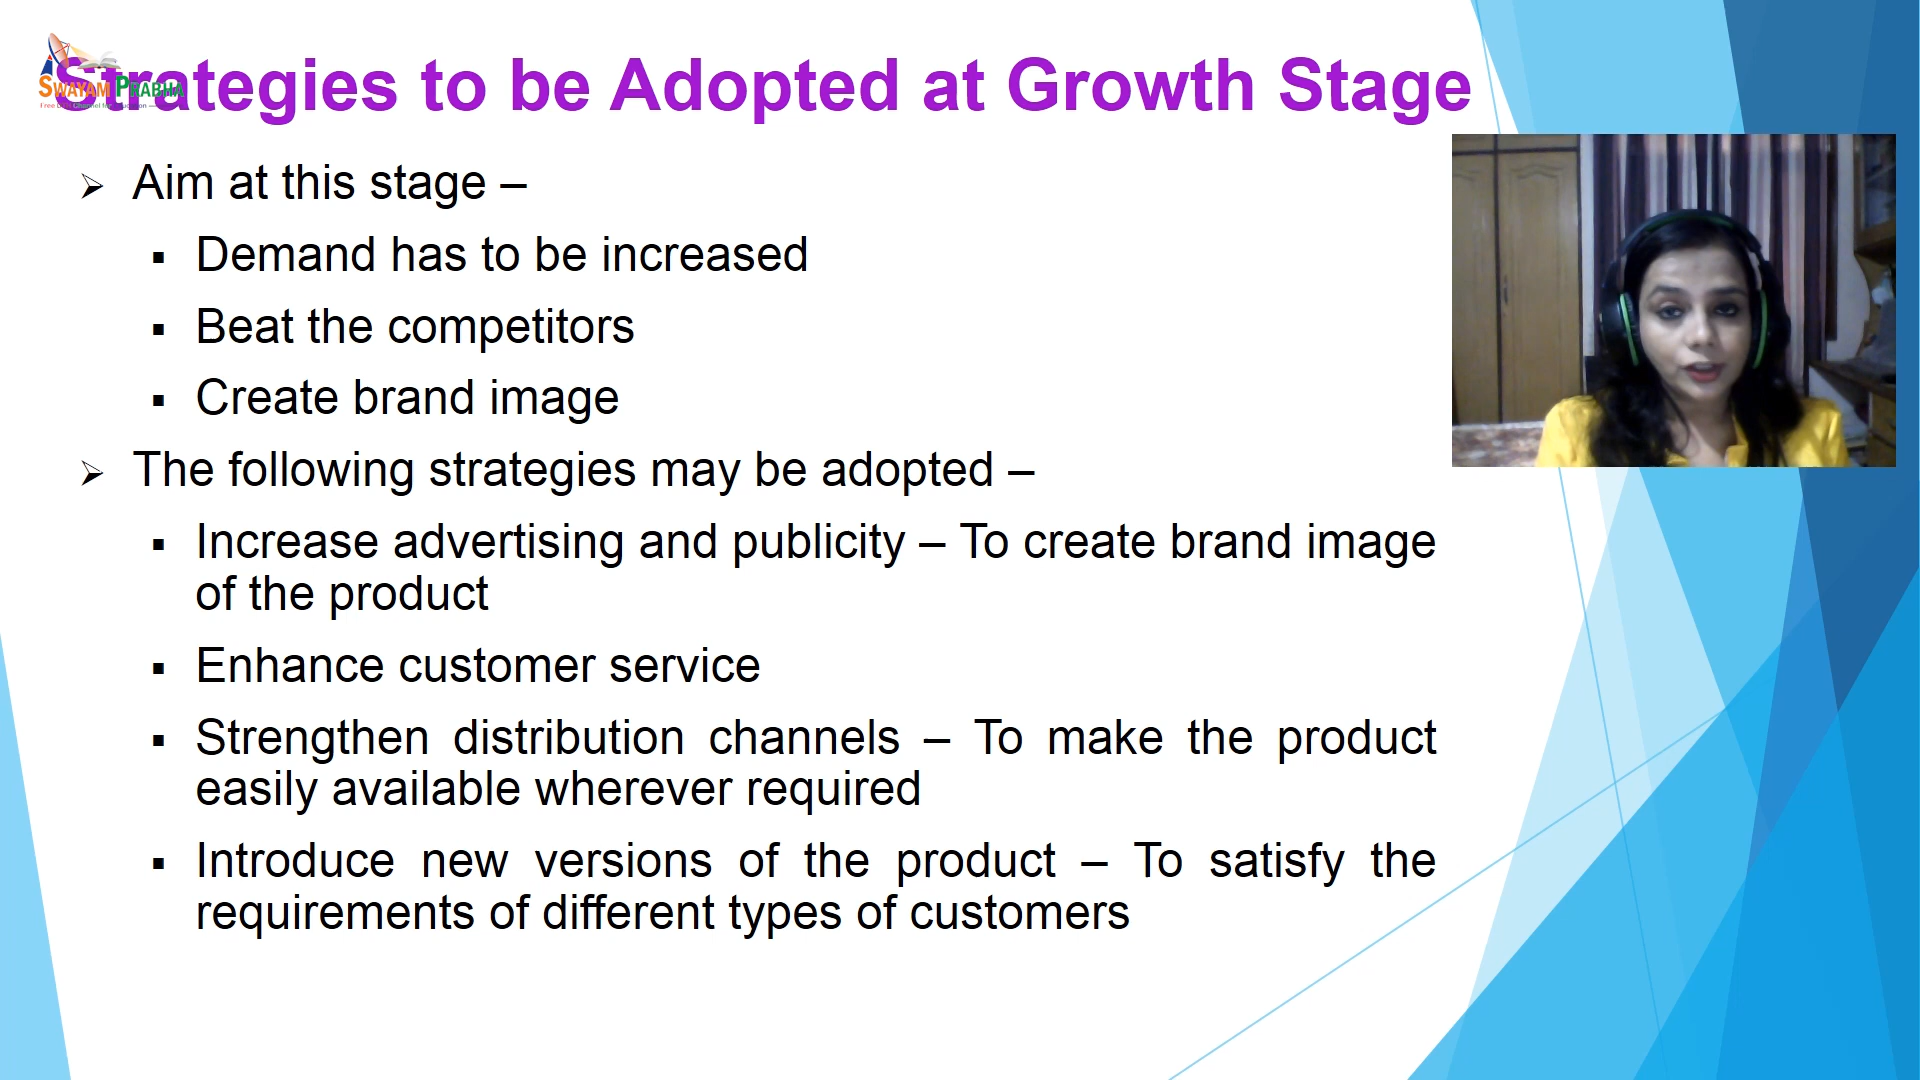 Strategies to be Adopted at Growth Stage
SWAYAM PRABHA
➢ Aim at this stage –
▪ Demand has to be increased
▪ Beat the competitors
▪ Create brand image
➢ The following strategies may be adopted –
▪ Increase advertising and publicity – To create brand image
of the product
▪ Enhance customer service
▪ Strengthen distribution channels – To make the product
easily available wherever required
▪ Introduce new versions of the product – To satisfy the
requirements of different types of customers